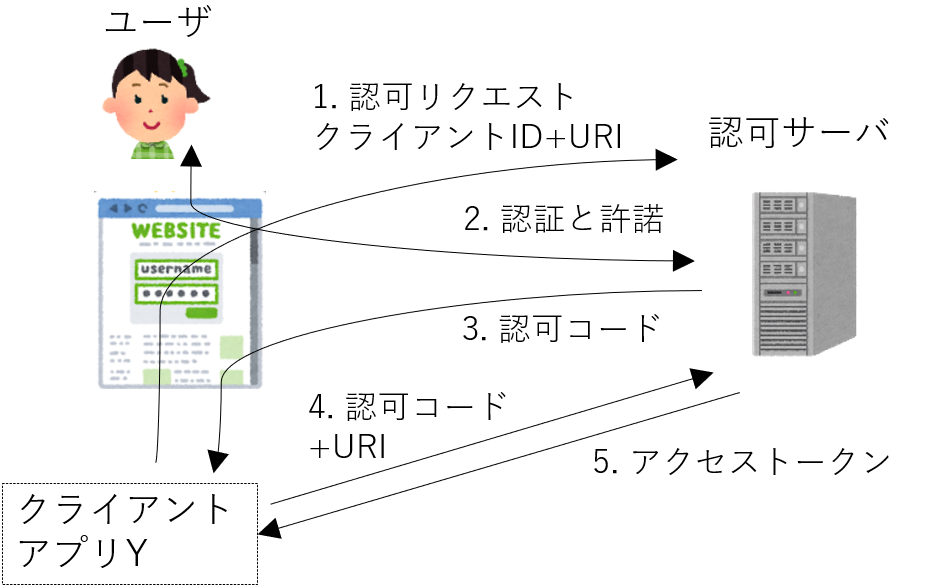 ユーザ
1. 認可リクエスト
クライアントID+URI
認可サーバ
WEBSITE
username
2. 認証と許諾
3. 認可コード
4. 認可コード
+URI
5. アクセストークン
クライアント
アプリY